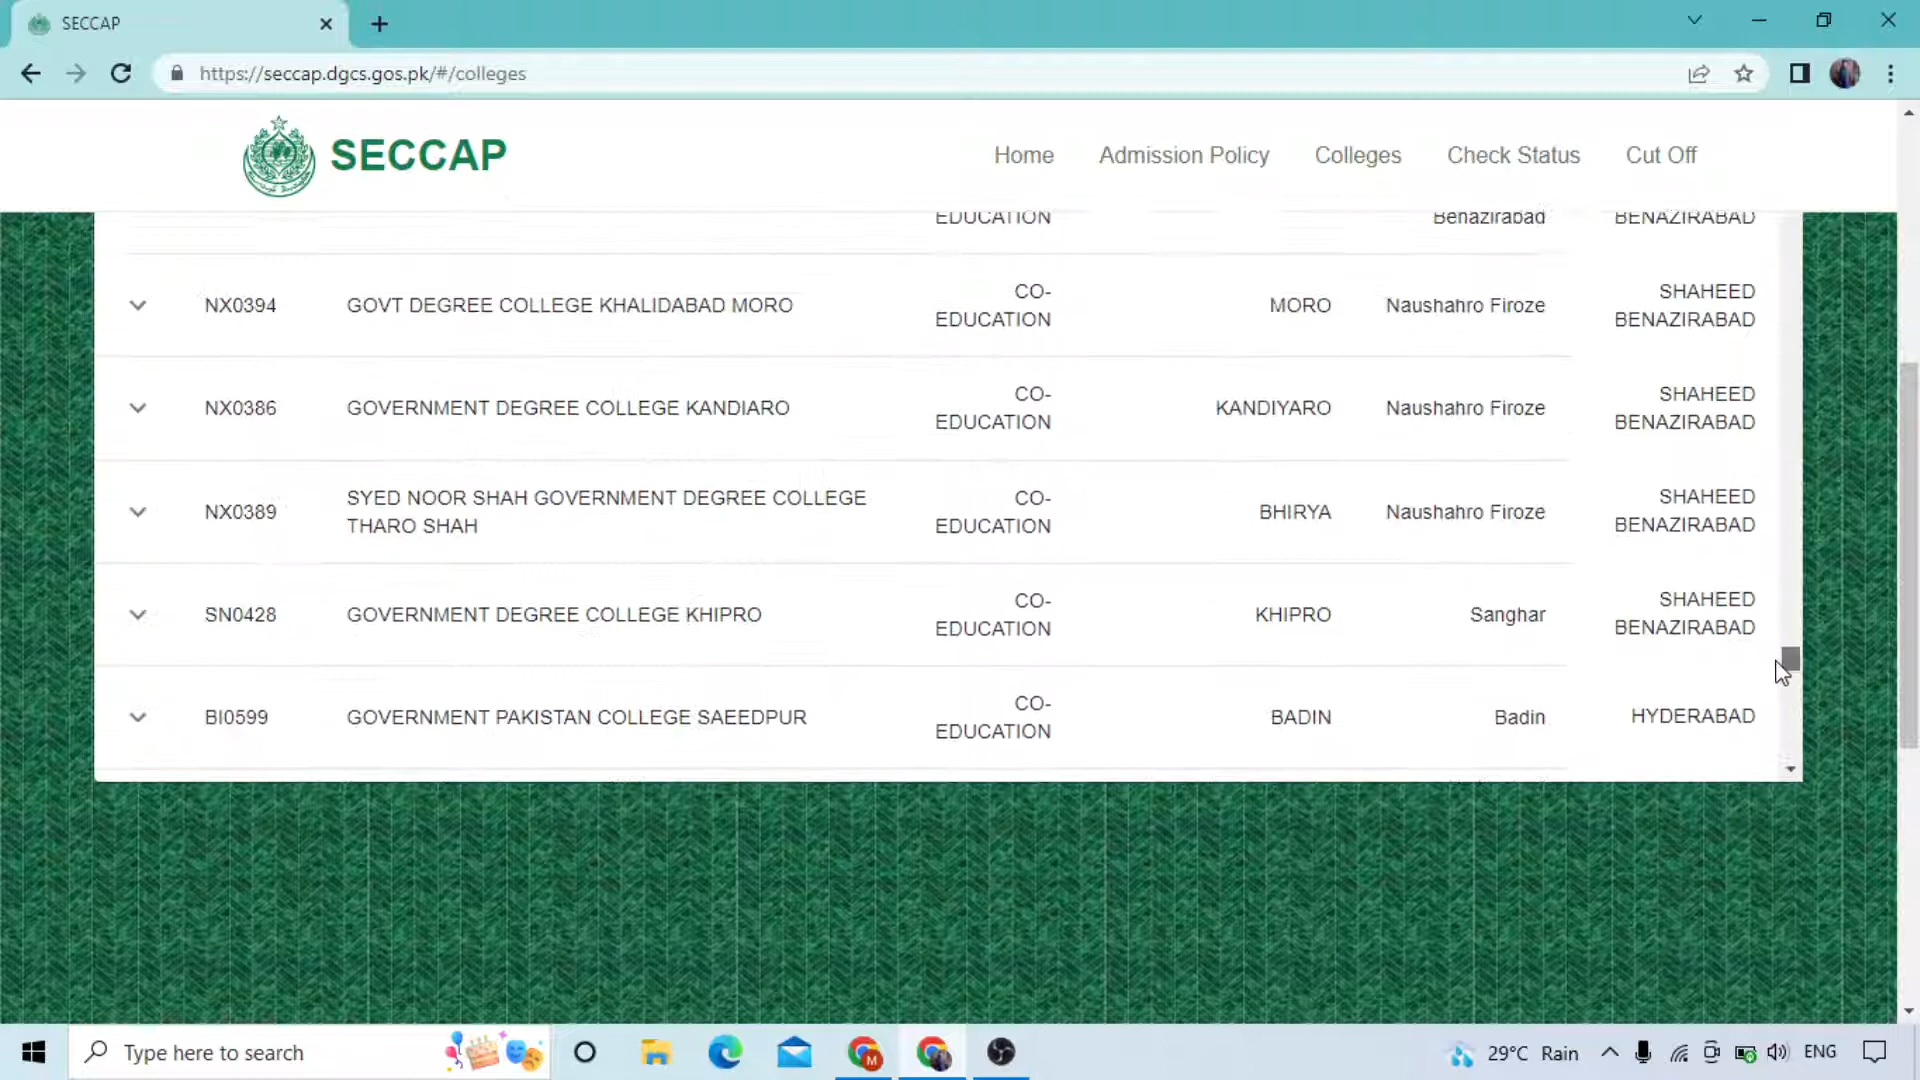 SECCAP
https://seccap.dgcs.gos.pk/#/colleges
SECCAP
Home Admission Policy Colleges Check Status Cut Off
EDUCATION Benazirabad BENAZIRABAD
NX0394 GOVT DEGREE COLLEGE KHALIDABAD MORO CO-EDUCATION MORO Naushahro Firoze SHAHEED BENAZIRABAD
NX0386 GOVERNMENT DEGREE COLLEGE KANDIARO CO-EDUCATION KANDIYARO Naushahro Firoze SHAHEED BENAZIRABAD
NX0389 SYED NOOR SHAH GOVERNMENT DEGREE COLLEGE THARO SHAH CO-EDUCATION BHIRYA Naushahro Firoze SHAHEED BENAZIRABAD
SN0428 GOVERNMENT DEGREE COLLEGE KHIPRO CO-EDUCATION KHIPRO Sanghar SHAHEED BENAZIRABAD
BI0599 GOVERNMENT PAKISTAN COLLEGE SAEEDPUR CO-EDUCATION BADIN Badin HYDERABAD
Type here to search M 29°C Rain ENG